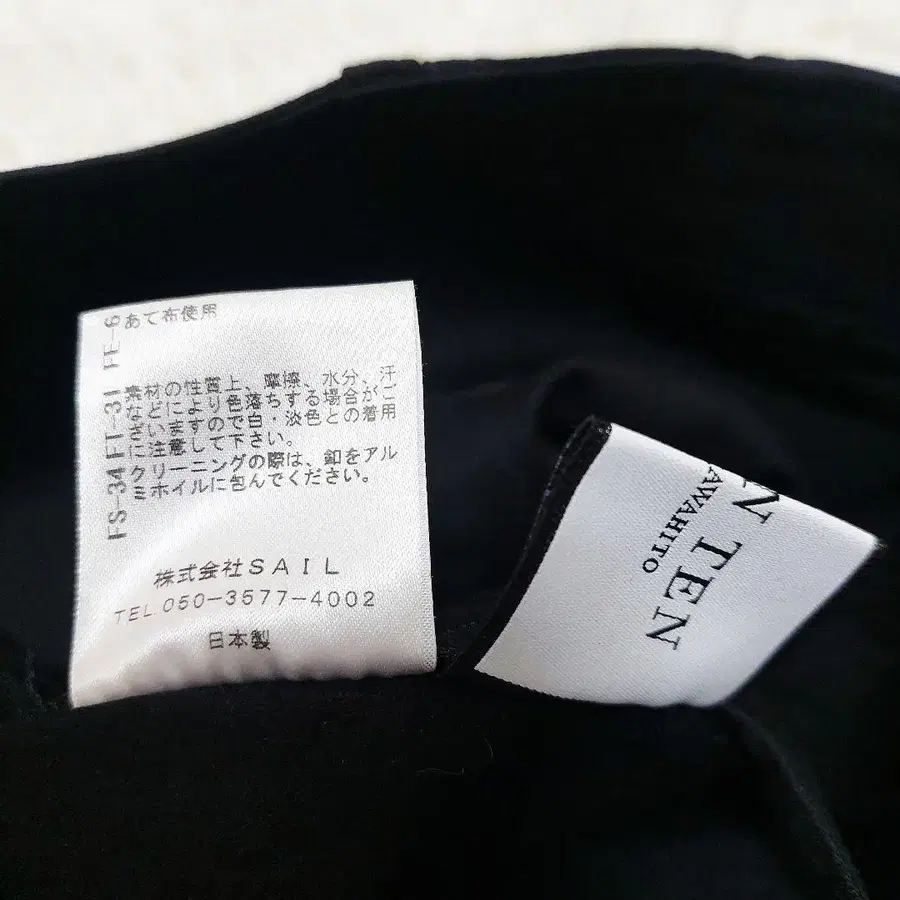 あて布使用
素材の性質上、摩擦、水分、汗
などにより色落ちする場合がご
ざいますので白・淡色との着用
に注意して下さい。
クリーニングの際は、釦をアル
ミホイルに包んでください。
FS-34 FT-31 FE-6
株式会社SAIL
TEL.050-3577-4002
日本製
TEN
AWAHITO